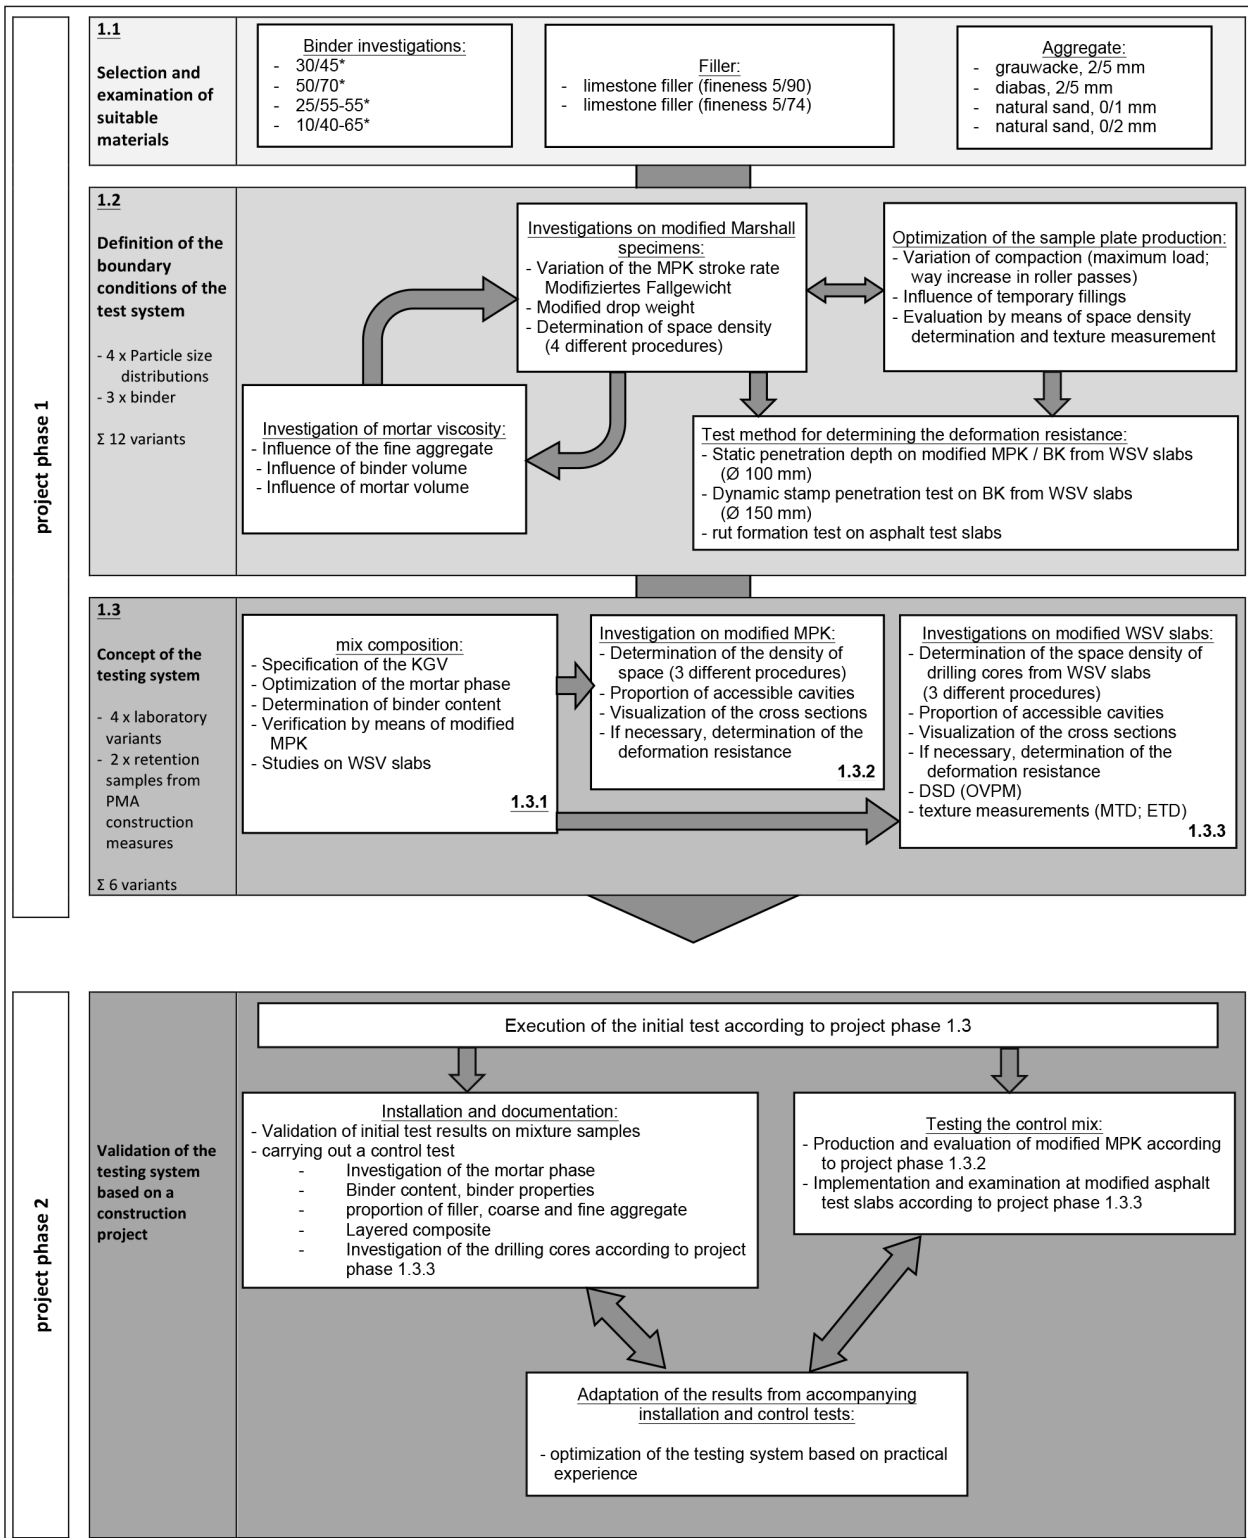 project phase 1
1.1
Selection and
examination of
suitable
materials
Binder investigations:
- 30/45*
- 50/70*
- 25/55-55*
- 10/40-65*
Filler:
- limestone filler (fineness 5/90)
- limestone filler (fineness 5/74)
Aggregate:
- grauwacke, 2/5 mm
- diabas, 2/5 mm
- natural sand, 0/1 mm
- natural sand, 0/2 mm
1.2
Definition of the
boundary
conditions of the
test system
- 4 x Particle size
distributions
- 3 x binder
Σ 12 variants
Investigations on modified Marshall
specimens:
- Variation of the MPK stroke rate
Modifiziertes Fallgewicht
- Modified drop weight
- Determination of space density
(4 different procedures)
Optimization of the sample plate production:
- Variation of compaction (maximum load;
way increase in roller passes)
- Influence of temporary fillings
- Evaluation by means of space density
determination and texture measurement
Investigation of mortar viscosity:
- Influence of the fine aggregate
- Influence of binder volume
- Influence of mortar volume
Test method for determining the deformation resistance:
- Static penetration depth on modified MPK / BK from WSV slabs
(Ø 100 mm)
- Dynamic stamp penetration test on BK from WSV slabs
(Ø 150 mm)
- rut formation test on asphalt test slabs
1.3
Concept of the
testing system
- 4 x laboratory
variants
- 2 x retention
samples from
PMA
construction
measures
Σ 6 variants
mix composition:
- Specification of the KGV
- Optimization of the mortar phase
- Determination of binder content
- Verification by means of modified
MPK
- Studies on WSV slabs
1.3.1
Investigation on modified MPK:
- Determination of the density of
space (3 different procedures)
- Proportion of accessible cavities
- Visualization of the cross sections
- If necessary, determination of the
deformation resistance
1.3.2
Investigations on modified WSV slabs:
- Determination of the space density of
drilling cores from WSV slabs
(3 different procedures)
- Proportion of accessible cavities
- Visualization of the cross sections
- If necessary, determination of the
deformation resistance
- DSD (OVPM)
- texture measurements (MTD; ETD)
1.3.3
project phase 2
Validation of the
testing system
based on a
construction
project
Execution of the initial test according to project phase 1.3
Installation and documentation:
- Validation of initial test results on mixture samples
- carrying out a control test
- Investigation of the mortar phase
- Binder content, binder properties
- proportion of filler, coarse and fine aggregate
- Layered composite
- Investigation of the drilling cores according to project
phase 1.3.3
Testing the control mix:
- Production and evaluation of modified MPK according
to project phase 1.3.2
- Implementation and examination at modified asphalt
test slabs according to project phase 1.3.3
Adaptation of the results from accompanying
installation and control tests:
- optimization of the testing system based on practical
experience